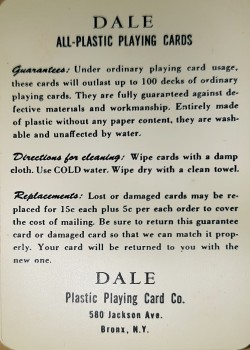 DALE
ALL-PLASTIC PLAYING CARDS
Guarantees: Under ordinary playing card usage,
these cards will outlast up to 100 decks of ordinary
playing cards. They are fully guaranteed against de-
fective materials and workmanship. Entirely made
of plastic without any paper content, they are wash-
able and unaffected by water.
Directions for cleaning: Wipe cards with a damp
cloth. Use COLD water. Wipe dry with a clean towel.
Replacements: Lost or damaged cards may be re-
placed for 15c each plus 5c per each order to cover
the cost of mailing. Be sure to return this guarantee
card or damaged card so that we can match it prop-
erly. Your card will be returned to you with the
new one.
DALE
Plastic Playing Card Co.
580 Jackson Ave.
Bronx, N.Y.